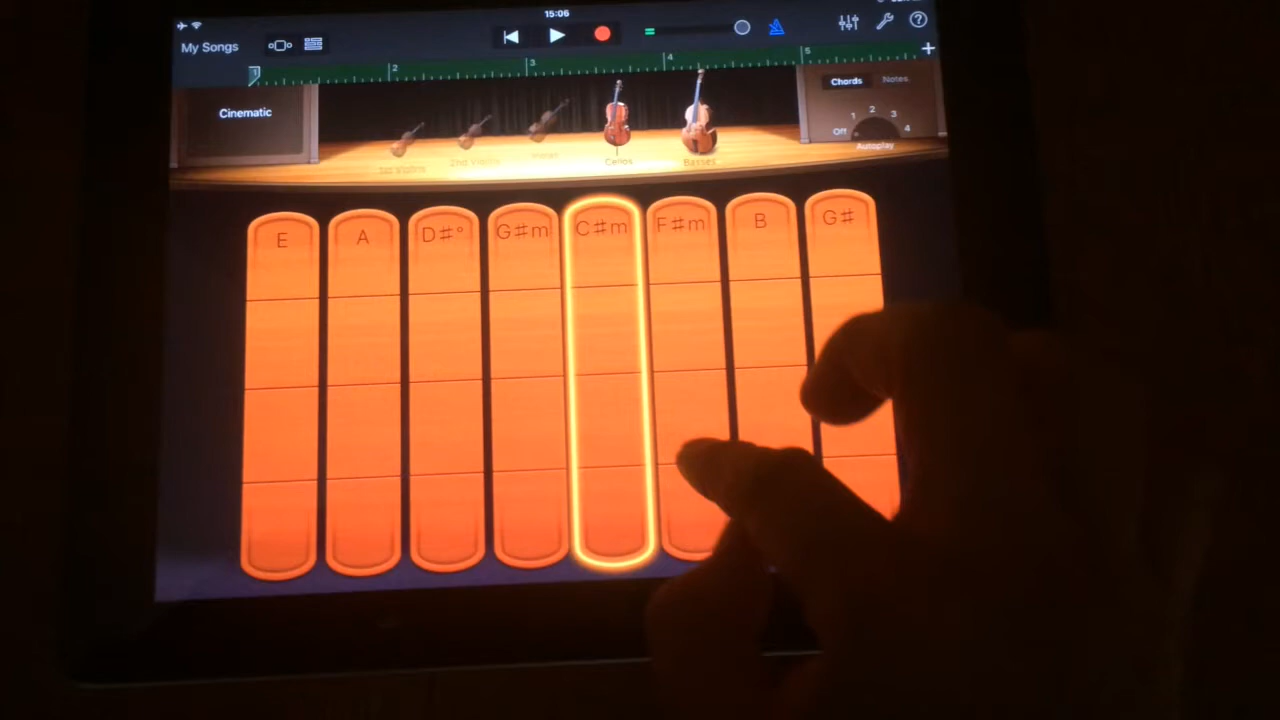 15:06
My Songs
1 2 3 4 5
Cinematic
Chords Notes
Off 1 2 3 4
Autoplay
1st Violins 2nd Violins Violas Cellos Basses
E A D#° G#m C#m F#m B G#